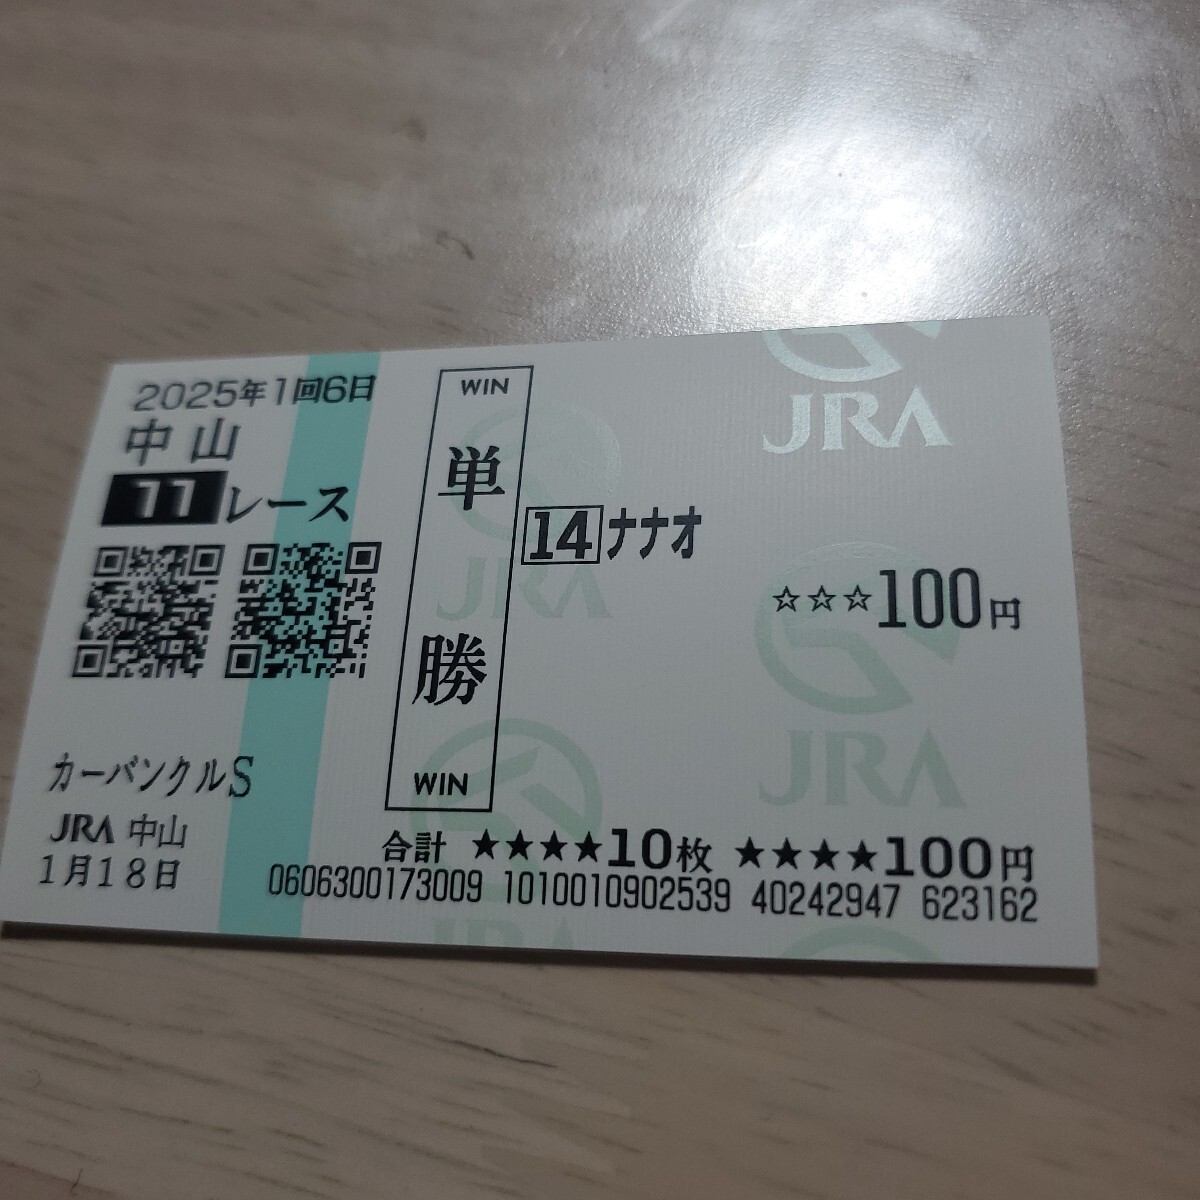 2025年1回6日
中山
11レース
カーバンクルS
JRA 中山
1月18日
WIN
単勝
WIN
14ナナオ
☆☆☆100円
合計 ★★★★10枚 ★★★★100円
0606300173009 1010010902539 40242947 623162
JRA
JRA
JRA